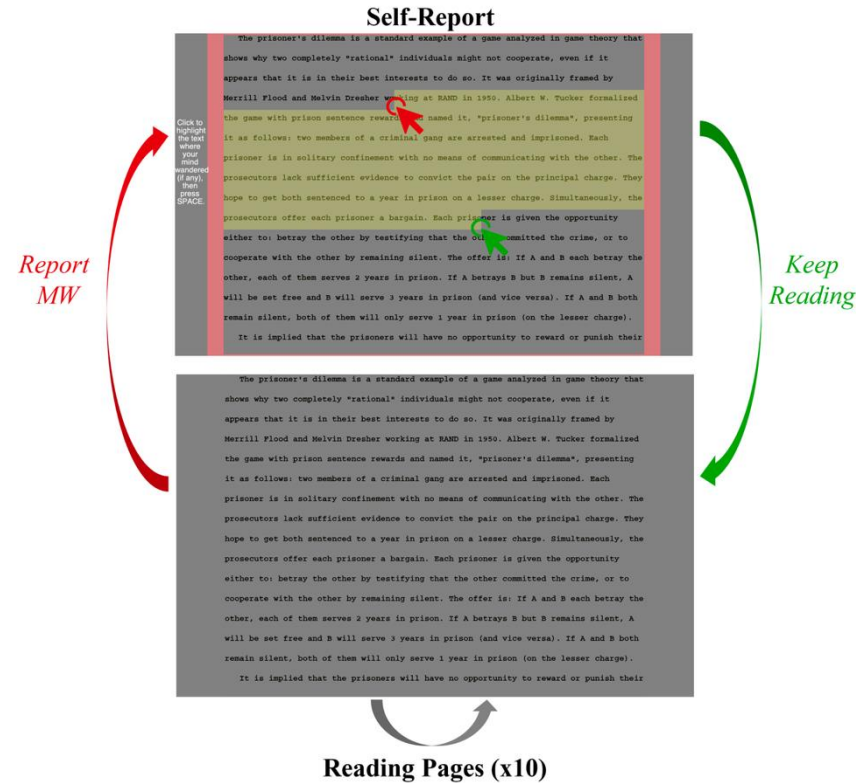 Self-Report
The prisoner's dilemma is a standard example of a game analyzed in game theory that
shows why two completely "rational" individuals might not cooperate, even if it
appears that it is in their best interests to do so. It was originally framed by
Merrill Flood and Melvin Dresher working at RAND in 1950. Albert W. Tucker formalized
the game with prison sentence rewards and named it, "prisoner's dilemma", presenting
it as follows: two members of a criminal gang are arrested and imprisoned. Each
prisoner is in solitary confinement with no means of communicating with the other. The
prosecutors lack sufficient evidence to convict the pair on the principal charge. They
hope to get both sentenced to a year in prison on a lesser charge. Simultaneously, the
prosecutors offer each prisoner a bargain. Each prisoner is given the opportunity
either to: betray the other by testifying that the other committed the crime, or to
cooperate with the other by remaining silent. The offer is: If A and B each betray the
other, each of them serves 2 years in prison. If A betrays B but B remains silent, A
will be set free and B will serve 3 years in prison (and vice versa). If A and B both
remain silent, both of them will only serve 1 year in prison (on the lesser charge).
It is implied that the prisoners will have no opportunity to reward or punish their
Click to
highlight
the text
where
your
mind
wandered
(if any),
then
press
SPACE.
Report
MW
Keep
Reading
The prisoner's dilemma is a standard example of a game analyzed in game theory that
shows why two completely "rational" individuals might not cooperate, even if it
appears that it is in their best interests to do so. It was originally framed by
Merrill Flood and Melvin Dresher working at RAND in 1950. Albert W. Tucker formalized
the game with prison sentence rewards and named it, "prisoner's dilemma", presenting
it as follows: two members of a criminal gang are arrested and imprisoned. Each
prisoner is in solitary confinement with no means of communicating with the other. The
prosecutors lack sufficient evidence to convict the pair on the principal charge. They
hope to get both sentenced to a year in prison on a lesser charge. Simultaneously, the
prosecutors offer each prisoner a bargain. Each prisoner is given the opportunity
either to: betray the other by testifying that the other committed the crime, or to
cooperate with the other by remaining silent. The offer is: If A and B each betray the
other, each of them serves 2 years in prison. If A betrays B but B remains silent, A
will be set free and B will serve 3 years in prison (and vice versa). If A and B both
remain silent, both of them will only serve 1 year in prison (on the lesser charge).
It is implied that the prisoners will have no opportunity to reward or punish their
Reading Pages (x10)